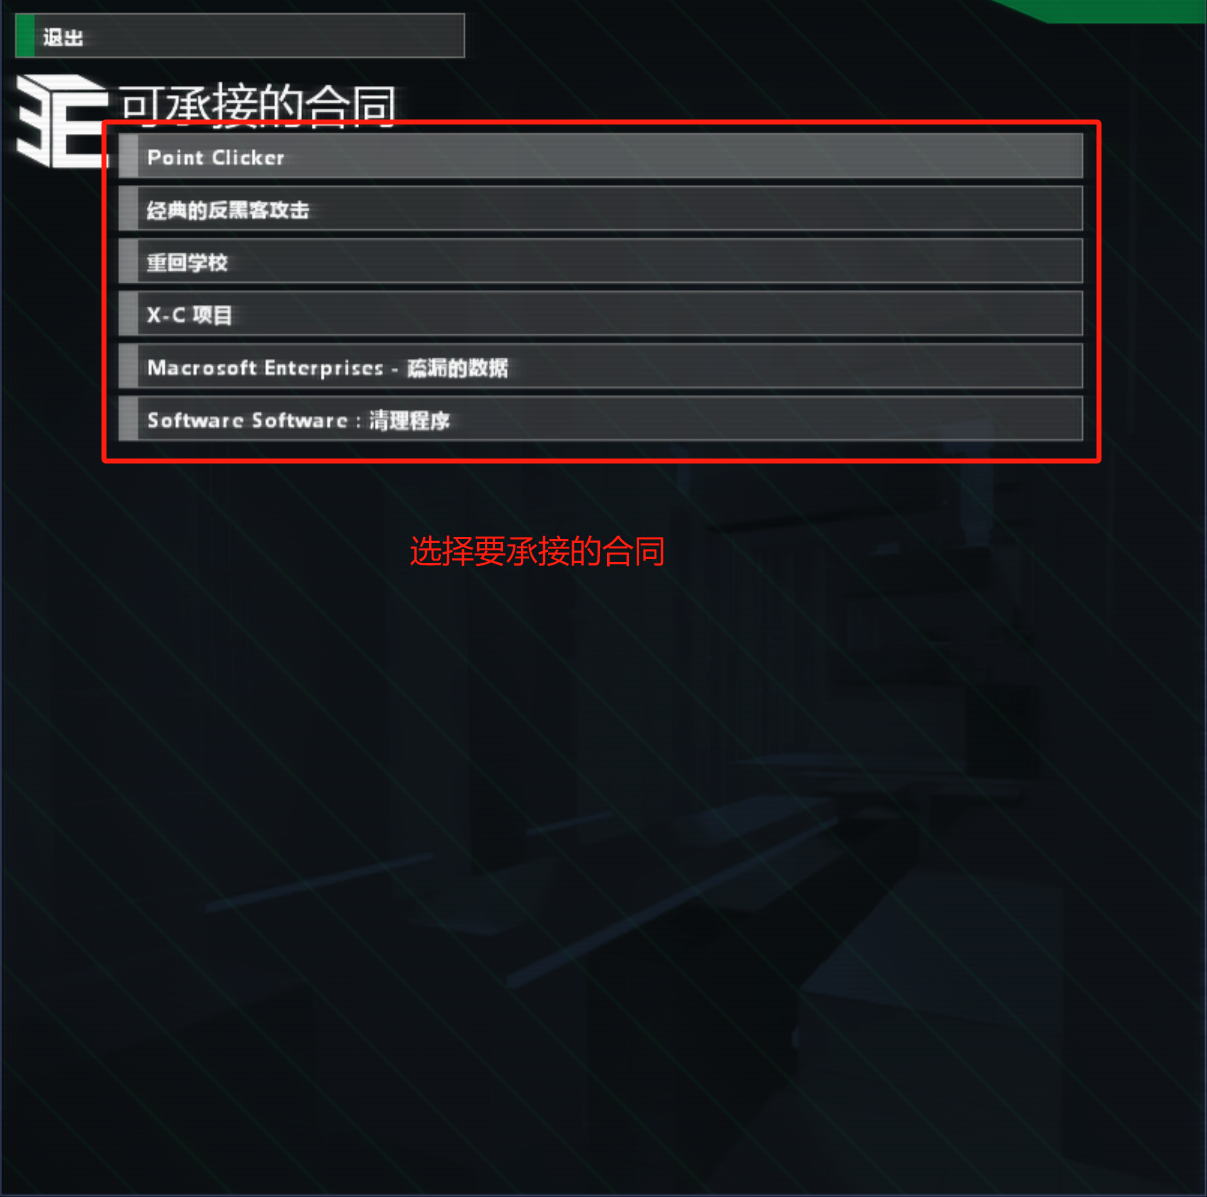 退出
可承接的合同
Point Clicker
经典的反黑客攻击
重回学校
X-C 项目
Macrosoft Enterprises - 疏漏的数据
Software Software : 清理程序
选择要承接的合同